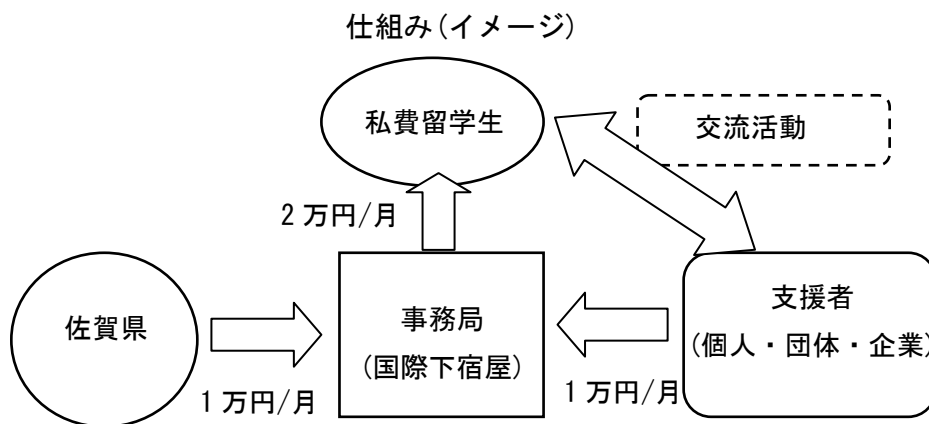 仕組み(イメージ)
私費留学生
交流活動
2万円/月
佐賀県
事務局
(国際下宿屋)
支援者
(個人・団体・企業)
1万円/月
1万円/月